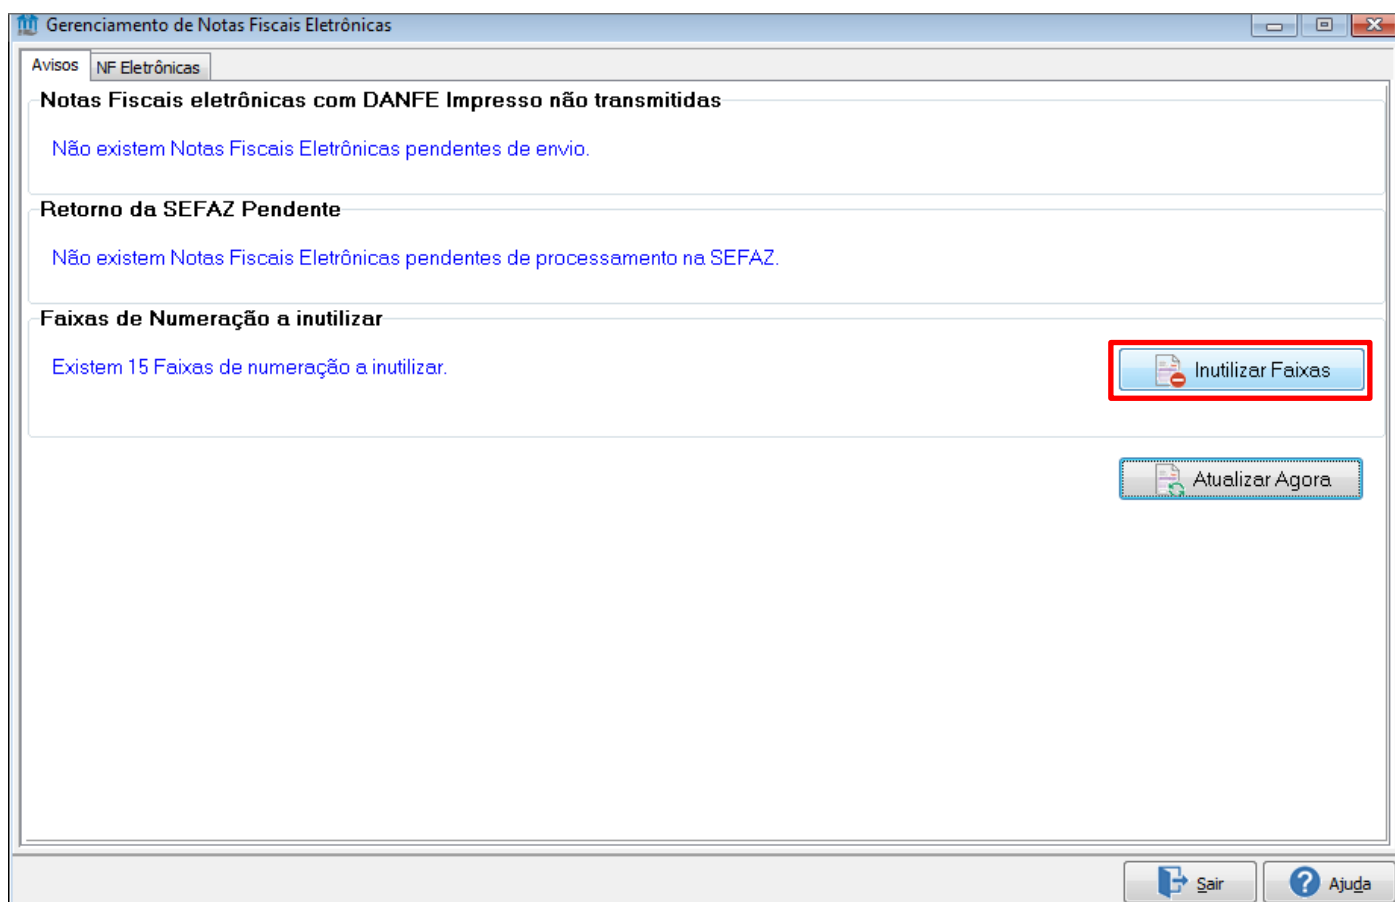 Gerenciamento de Notas Fiscais Eletrônicas
Avisos
NF Eletrônicas
Notas Fiscais eletrônicas com DANFE Impresso não transmitidas
Não existem Notas Fiscais Eletrônicas pendentes de envio.
Retorno da SEFAZ Pendente
Não existem Notas Fiscais Eletrônicas pendentes de processamento na SEFAZ.
Faixas de Numeração a inutilizar
Existem 15 Faixas de numeração a inutilizar.
Inutilizar Faixas
Atualizar Agora
Sair
Ajuda